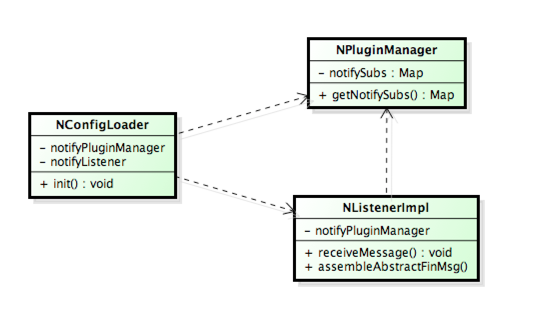 NPluginManager
- notifySubs : Map
+ getNotifySubs() : Map
NConfigLoader
- notifyPluginManager
- notifyListener
+ init() : void
NListenerImpl
- notifyPluginManager
+ receiveMessage() : void
+ assembleAbstractFinMsg()